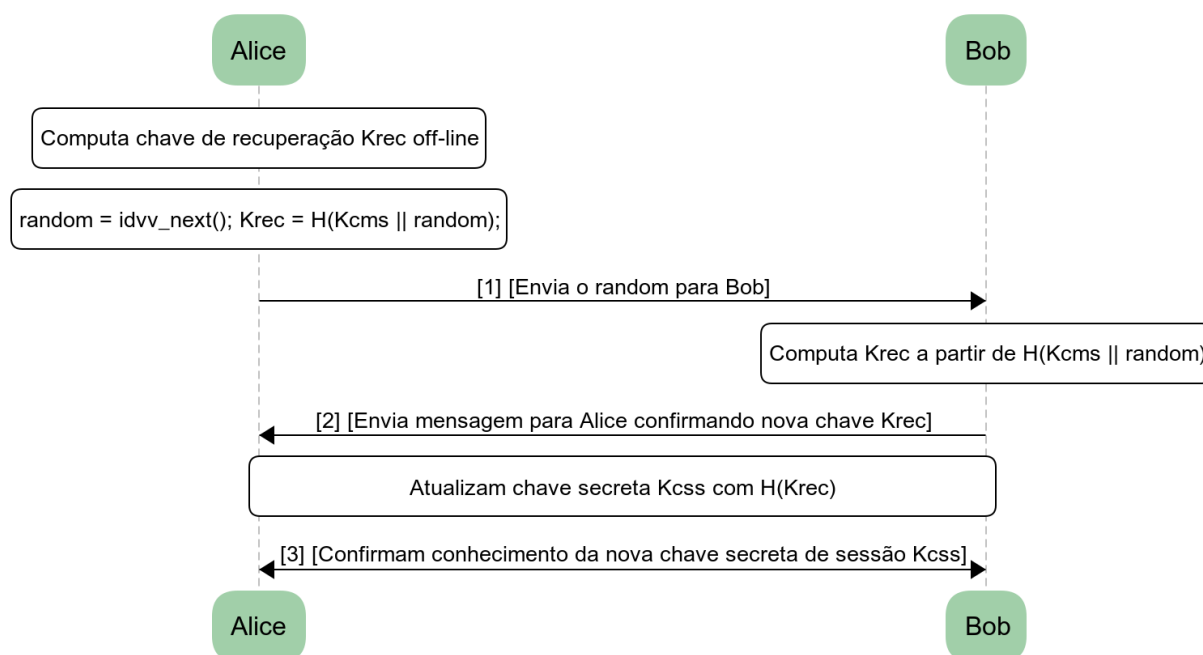 Alice
Bob
Computa chave de recuperação Krec off-line
random = idvv_next(); Krec = H(Kcms || random);
[1] [Envia o random para Bob]
Computa Krec a partir de H(Kcms || random)
[2] [Envia mensagem para Alice confirmando nova chave Krec]
Atualizam chave secreta Kcss com H(Krec)
[3] [Confirmam conhecimento da nova chave secreta de sessão Kcss]
Alice
Bob